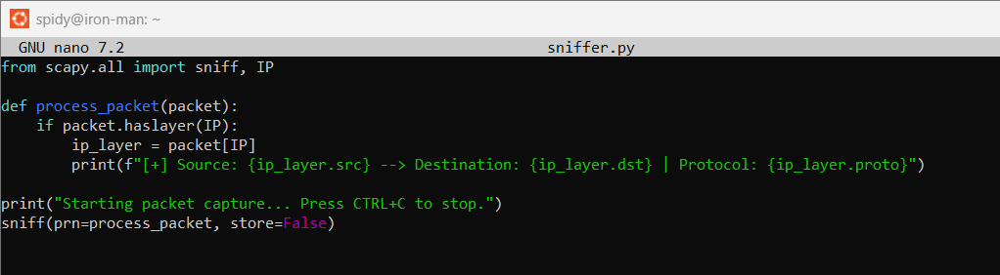 spidy@iron-man: ~
GNU nano 7.2 sniffer.py
from scapy.all import sniff, IP
def process_packet(packet):
    if packet.haslayer(IP):
        ip_layer = packet[IP]
        print(f"[+] Source: {ip_layer.src} --> Destination: {ip_layer.dst} | Protocol: {ip_layer.proto}")
print("Starting packet capture... Press CTRL+C to stop.")
sniff(prn=process_packet, store=False)